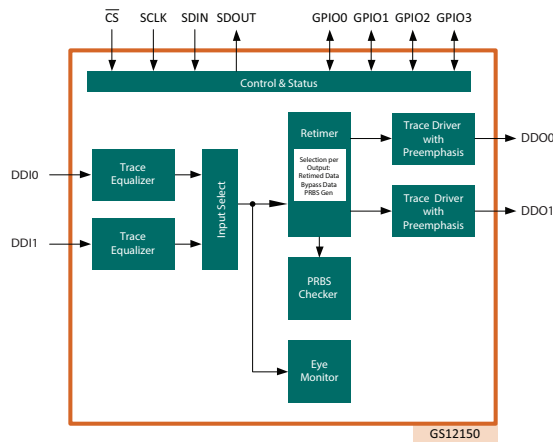 CS SCLK SDIN SDOUT GPIO0 GPIO1 GPIO2 GPIO3
Control & Status
Retimer
Selection per
Output:
Retimed Data
Bypass Data
PRBS Gen
Trace Driver
with
Preemphasis
DDO0
DDI0
Trace
Equalizer
Input Select
Trace Driver
with
Preemphasis
DDO1
DDI1
Trace
Equalizer
PRBS
Checker
Eye
Monitor
GS12150